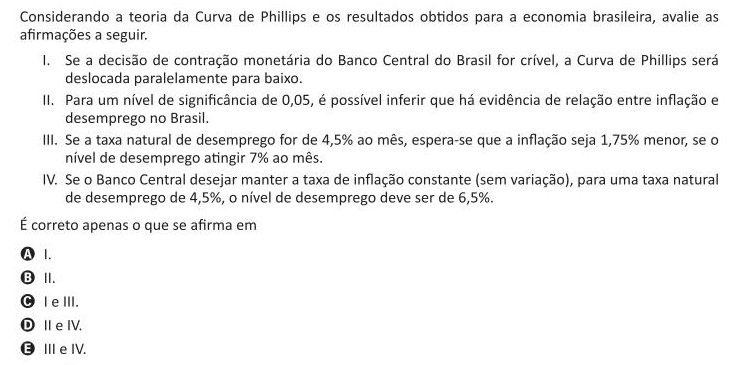 Considerando a teoria da Curva de Phillips e os resultados obtidos para a economia brasileira, avalie as
afirmações a seguir.
I. Se a decisão de contração monetária do Banco Central do Brasil for crível, a Curva de Phillips será
deslocada paralelamente para baixo.
II. Para um nível de significância de 0,05, é possível inferir que há evidência de relação entre inflação e
desemprego no Brasil.
III. Se a taxa natural de desemprego for de 4,5% ao mês, espera-se que a inflação seja 1,75% menor, se o
nível de desemprego atingir 7% ao mês.
IV. Se o Banco Central desejar manter a taxa de inflação constante (sem variação), para uma taxa natural
de desemprego de 4,5%, o nível de desemprego deve ser de 6,5%.
É correto apenas o que se afirma em
A I.
B II.
C I e III.
D II e IV.
E III e IV.